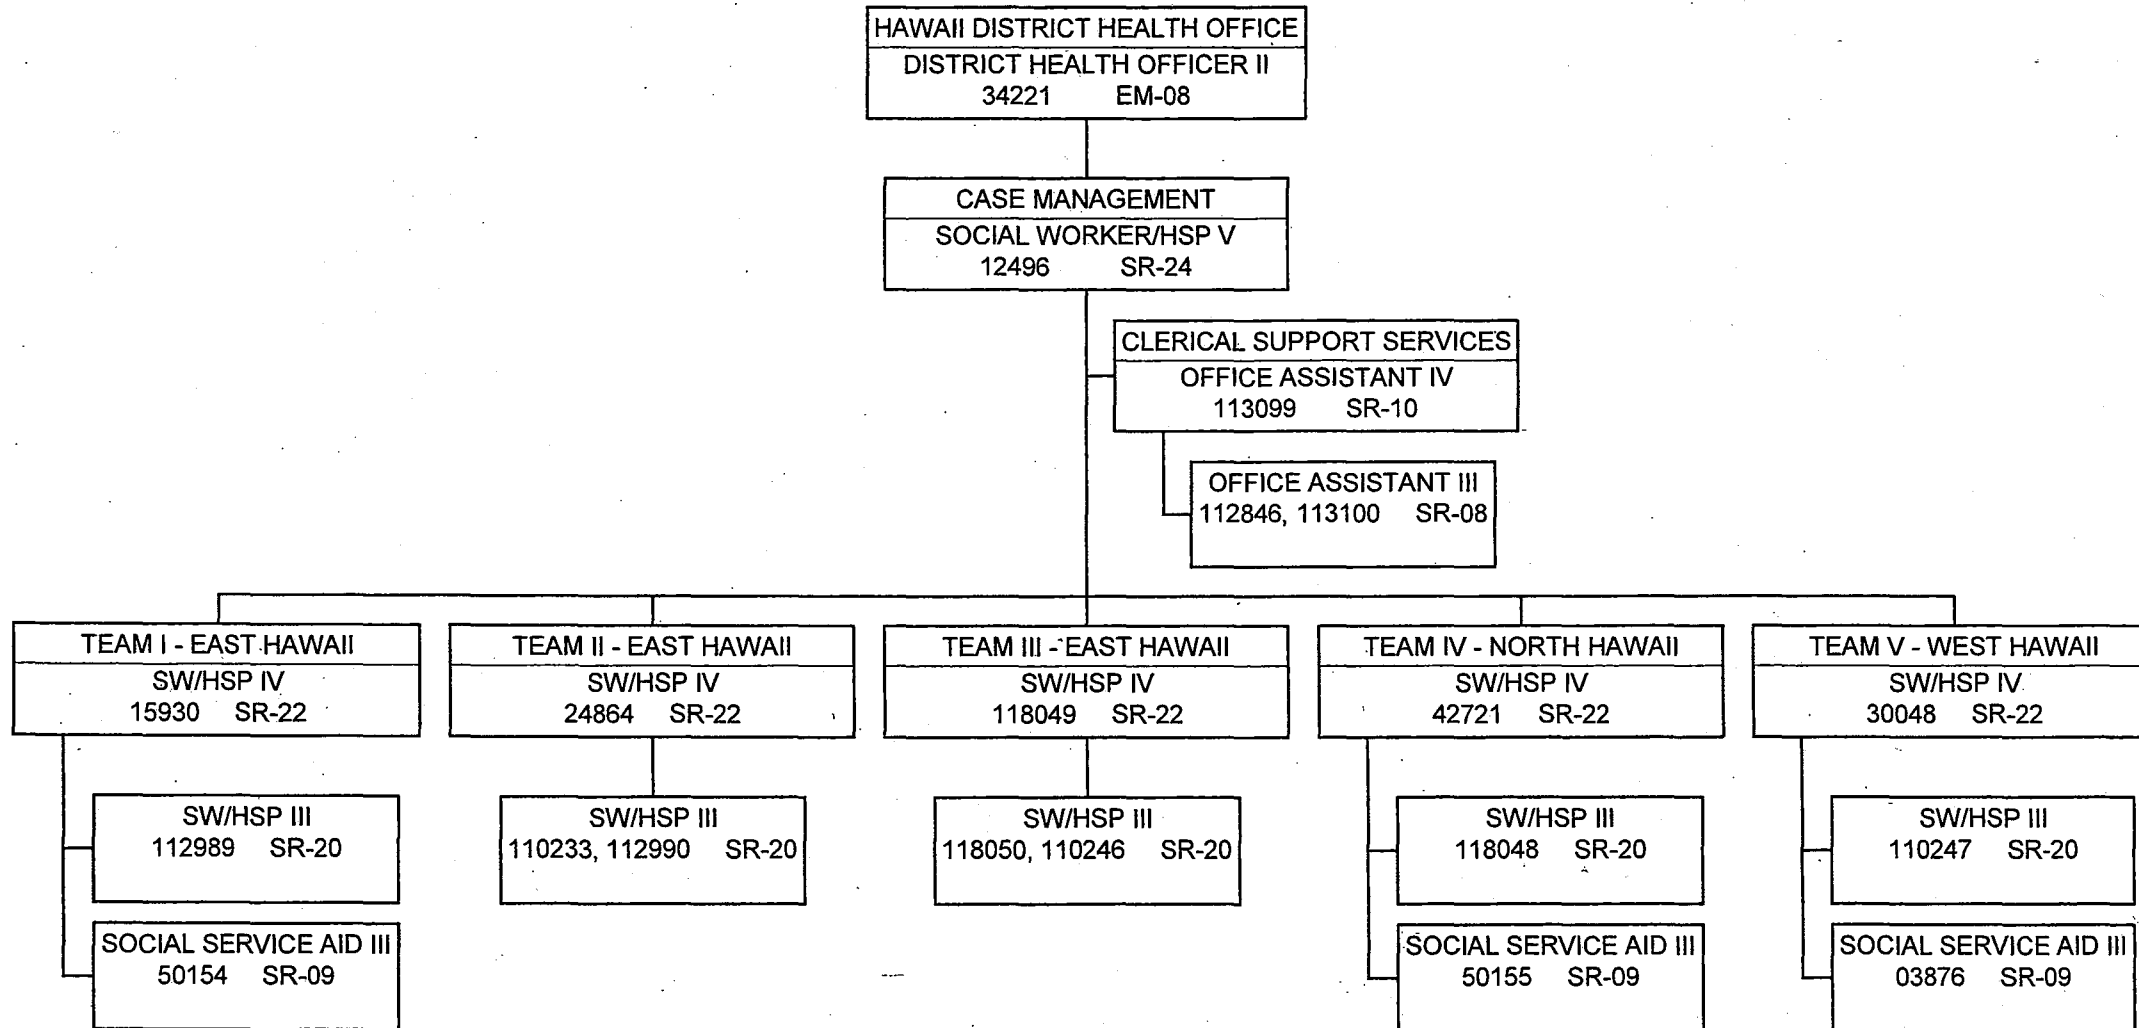 HAWAII DISTRICT HEALTH OFFICE
DISTRICT HEALTH OFFICER II
34221 EM-08
CASE MANAGEMENT
SOCIAL WORKER/HSP V
12496 SR-24
CLERICAL SUPPORT SERVICES
OFFICE ASSISTANT IV
113099 SR-10
OFFICE ASSISTANT III
112846, 113100 SR-08
TEAM I - EAST HAWAII
SW/HSP IV
15930 SR-22
SW/HSP III
112989 SR-20
SOCIAL SERVICE AID III
50154 SR-09
TEAM II - EAST HAWAII
SW/HSP IV
24864 SR-22
SW/HSP III
110233, 112990 SR-20
TEAM III - EAST HAWAII
SW/HSP IV
118049 SR-22
SW/HSP III
118050, 110246 SR-20
TEAM IV - NORTH HAWAII
SW/HSP IV
42721 SR-22
SW/HSP III
118048 SR-20
SOCIAL SERVICE AID III
50155 SR-09
TEAM V - WEST HAWAII
SW/HSP IV
30048 SR-22
SW/HSP III
110247 SR-20
SOCIAL SERVICE AID III
03876 SR-09